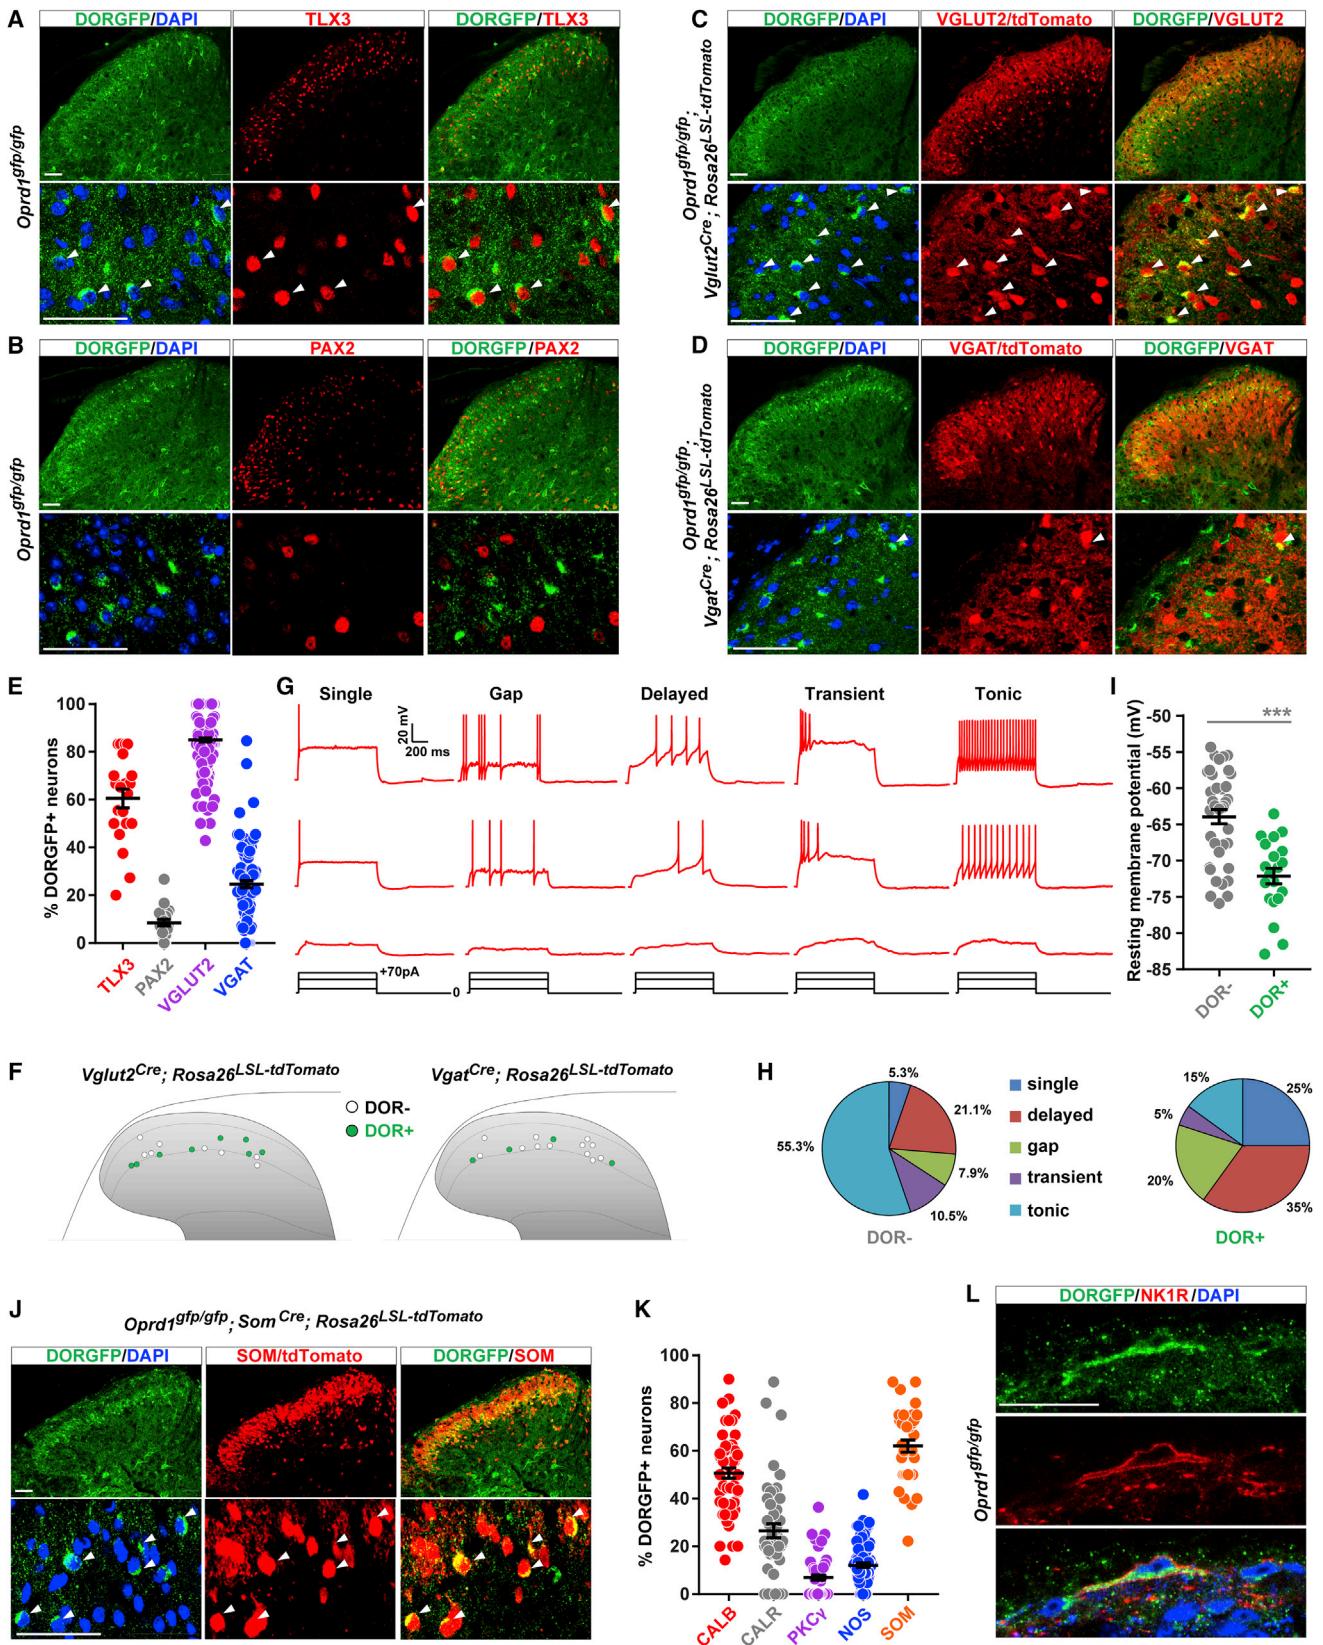 A
DORGFP/DAPI TLX3 DORGFP/TLX3
Oprd1gfp/gfp
B
DORGFP/DAPI PAX2 DORGFP/PAX2
Oprd1gfp/gfp
C
DORGFP/DAPI VGLUT2/tdTomato DORGFP/VGLUT2
Oprd1gfp/gfp;
Vglut2Cre; Rosa26LSL-tdTomato
D
DORGFP/DAPI VGAT/tdTomato DORGFP/VGAT
Oprd1gfp/gfp;
VgatCre; Rosa26LSL-tdTomato
E
% DORGFP+ neurons
100
80
60
40
20
0
TLX3 PAX2 VGLUT2 VGAT
G
Single Gap Delayed Transient Tonic
20 mV
200 ms
+70pA
0
I
Resting membrane potential (mV)
***
-50
-55
-60
-65
-70
-75
-80
-85
DOR- DOR+
F
Vglut2Cre; Rosa26LSL-tdTomato VgatCre; Rosa26LSL-tdTomato
DOR-
DOR+
H
5.3%
21.1%
7.9%
10.5%
55.3%
DOR-
single
delayed
gap
transient
tonic
15%
25%
5%
20%
35%
DOR+
J
Oprd1gfp/gfp; SomCre; Rosa26LSL-tdTomato
DORGFP/DAPI SOM/tdTomato DORGFP/SOM
K
% DORGFP+ neurons
100
80
60
40
20
0
CALB CALR PKCγ NOS SOM
L
DORGFP/NK1R/DAPI
Oprd1gfp/gfp